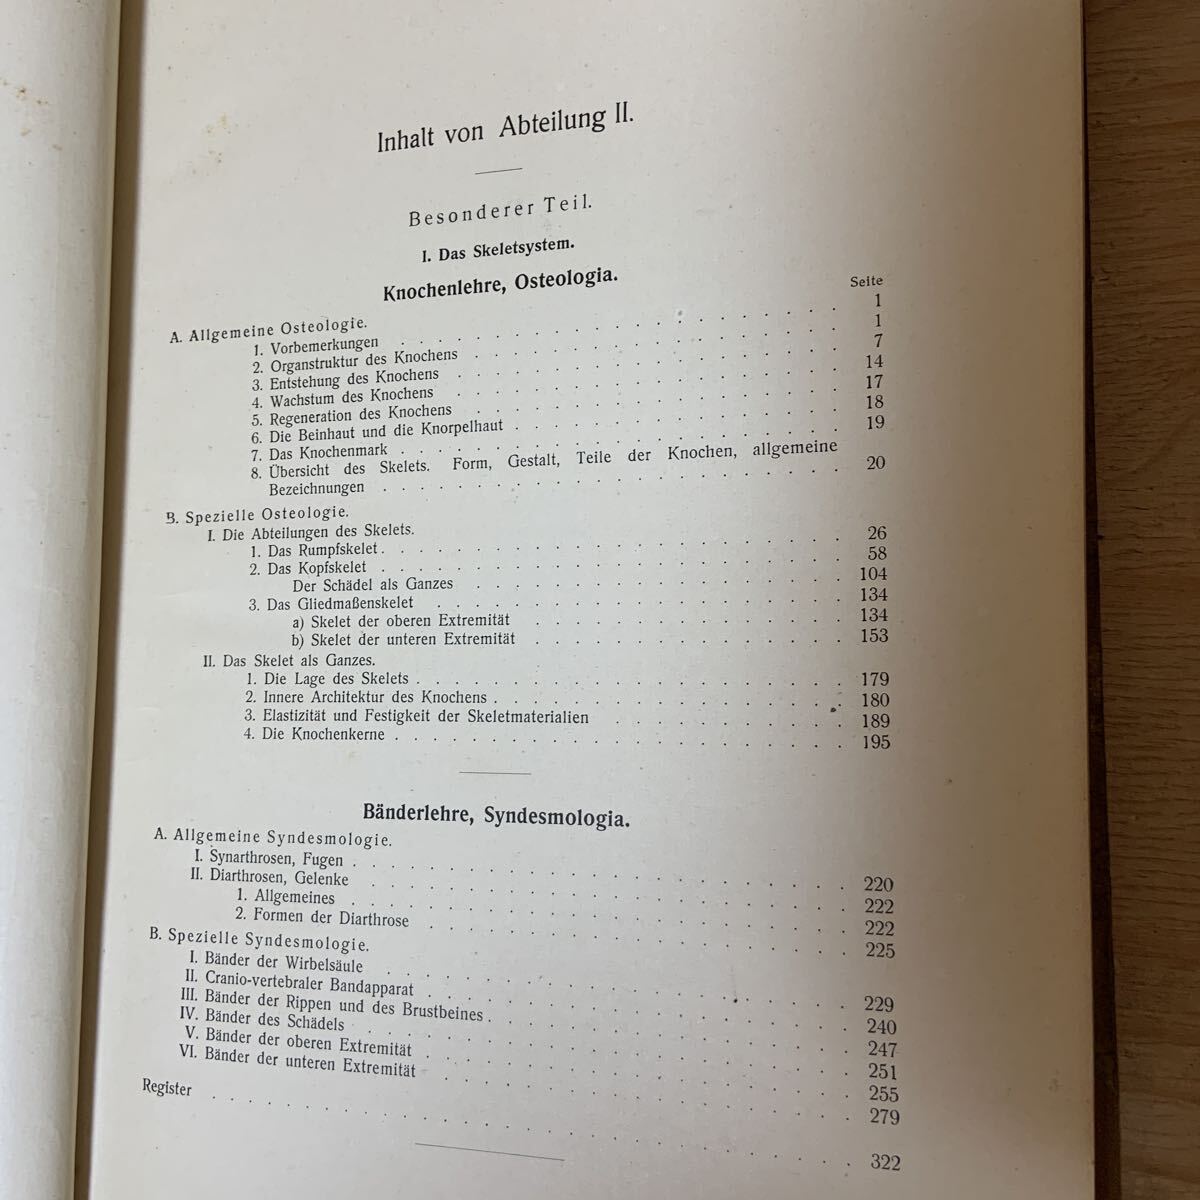 Inhalt von Abteilung II.
Besonderer Teil.
I. Das Skeletsystem.
Knochenlehre, Osteologia.
Seite
A. Allgemeine Osteologie.
1. Vorbemerkungen . . . . . . . . . . 1
2. Organstruktur des Knochens . . . . . . . . . . 1
3. Entstehung des Knochens . . . . . . . . . . 7
4. Wachstum des Knochens . . . . . . . . . . 14
5. Regeneration des Knochens . . . . . . . . . . 17
6. Die Beinhaut und die Knorpelhaut . . . . . . . . . . 18
7. Das Knochenmark . . . . . . . . . . 19
8. Übersicht des Skelets. Form, Gestalt, Teile der Knochen, allgemeine
Bezeichnungen . . . . . . . . . . 20
B. Spezielle Osteologie.
I. Die Abteilungen des Skelets.
1. Das Rumpfskelet . . . . . . . . . . 26
2. Das Kopfskelet . . . . . . . . . . 58
Der Schädel als Ganzes . . . . . . . . . . 104
3. Das Gliedmaßenskelet . . . . . . . . . . 134
a) Skelet der oberen Extremität . . . . . . . . . . 134
b) Skelet der unteren Extremität . . . . . . . . . . 153
II. Das Skelet als Ganzes.
1. Die Lage des Skelets . . . . . . . . . . 179
2. Innere Architektur des Knochens . . . . . . . . . . 180
3. Elastizität und Festigkeit der Skeletmaterialien . . . . . . . . . . 189
4. Die Knochenkerne . . . . . . . . . . 195
Bänderlehre, Syndesmologia.
A. Allgemeine Syndesmologie.
I. Synarthrosen, Fugen . . . . . . . . . . 220
II. Diarthrosen, Gelenke . . . . . . . . . . 222
1. Allgemeines . . . . . . . . . . 222
2. Formen der Diarthrose . . . . . . . . . . 225
B. Spezielle Syndesmologie.
I. Bänder der Wirbelsäule . . . . . . . . . . 229
II. Cranio-vertebraler Bandapparat . . . . . . . . . . 240
III. Bänder der Rippen und des Brustbeines . . . . . . . . . . 247
IV. Bänder des Schädels . . . . . . . . . . 251
V. Bänder der oberen Extremität . . . . . . . . . . 255
VI. Bänder der unteren Extremität . . . . . . . . . . 279
Register . . . . . . . . . . 322